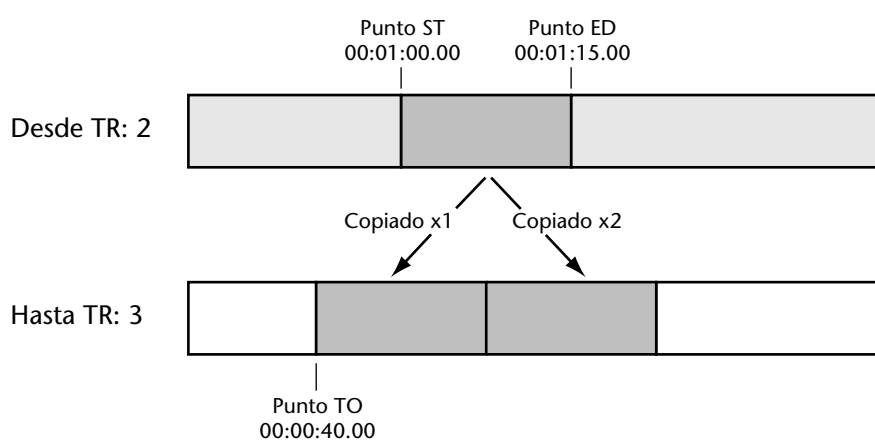 Punto ST
00:01:00.00
Punto ED
00:01:15.00
Desde TR: 2
Copiado x1
Copiado x2
Hasta TR: 3
Punto TO
00:00:40.00